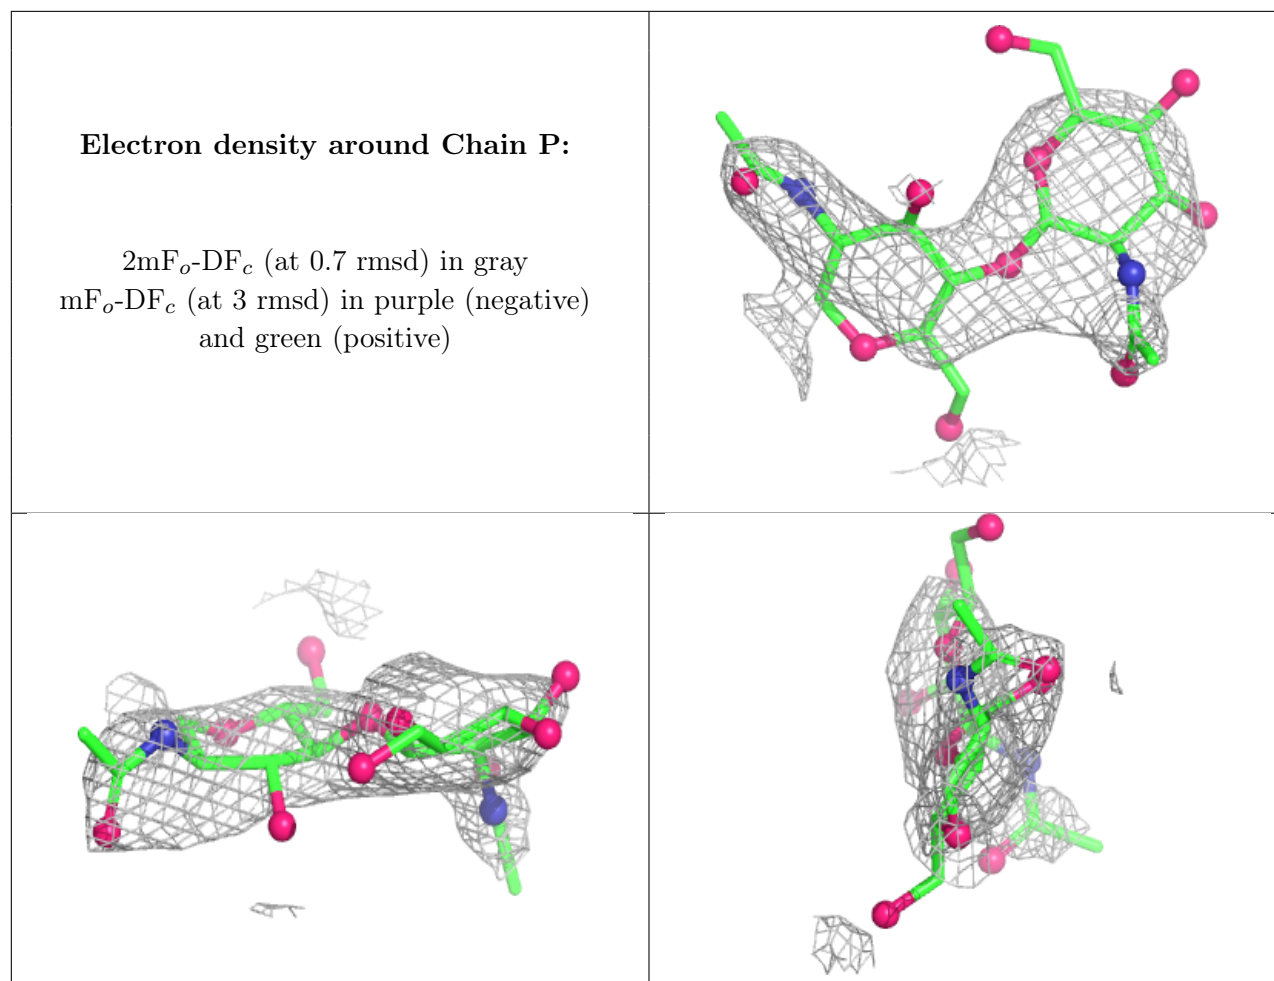 Electron density around Chain P:
2mFo-DFc (at 0.7 rmsd) in gray
mFo-DFc (at 3 rmsd) in purple (negative)
and green (positive)